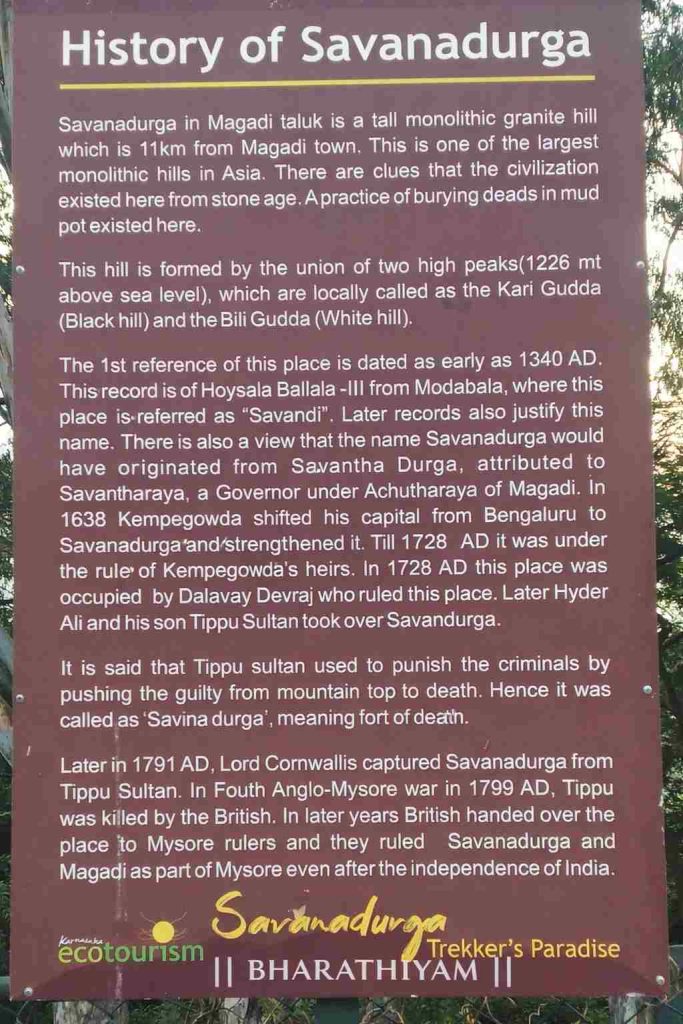 History of Savanadurga
Savanadurga in Magadi taluk is a tall monolithic granite hill
which is 11km from Magadi town. This is one of the largest
monolithic hills in Asia. There are clues that the civilization
existed here from stone age. A practice of burying deads in mud
pot existed here.
This hill is formed by the union of two high peaks(1226 mt
above sea level), which are locally called as the Kari Gudda
(Black hill) and the Bili Gudda (White hill).
The 1st reference of this place is dated as early as 1340 AD.
This record is of Hoysala Ballala -III from Modabala, where this
place is referred as “Savandi”. Later records also justify this
name. There is also a view that the name Savanadurga would
have originated from Savantha Durga, attributed to
Savantharaya, a Governor under Achutharaya of Magadi. In
1638 Kempegowda shifted his capital from Bengaluru to
Savanadurga and strengthened it. Till 1728 AD it was under
the rule of Kempegowda's heirs. In 1728 AD this place was
occupied by Dalavay Devraj who ruled this place. Later Hyder
Ali and his son Tippu Sultan took over Savandurga.
It is said that Tippu sultan used to punish the criminals by
pushing the guilty from mountain top to death. Hence it was
called as ‘Savina durga’, meaning fort of death.
Later in 1791 AD, Lord Cornwallis captured Savanadurga from
Tippu Sultan. In Fouth Anglo-Mysore war in 1799 AD, Tippu
was killed by the British. In later years British handed over the
place to Mysore rulers and they ruled Savanadurga and
Magadi as part of Mysore even after the independence of India.
Savanadurga
Karnataka
ecotourism
Trekker's Paradise
|| BHARATHIYAM ||